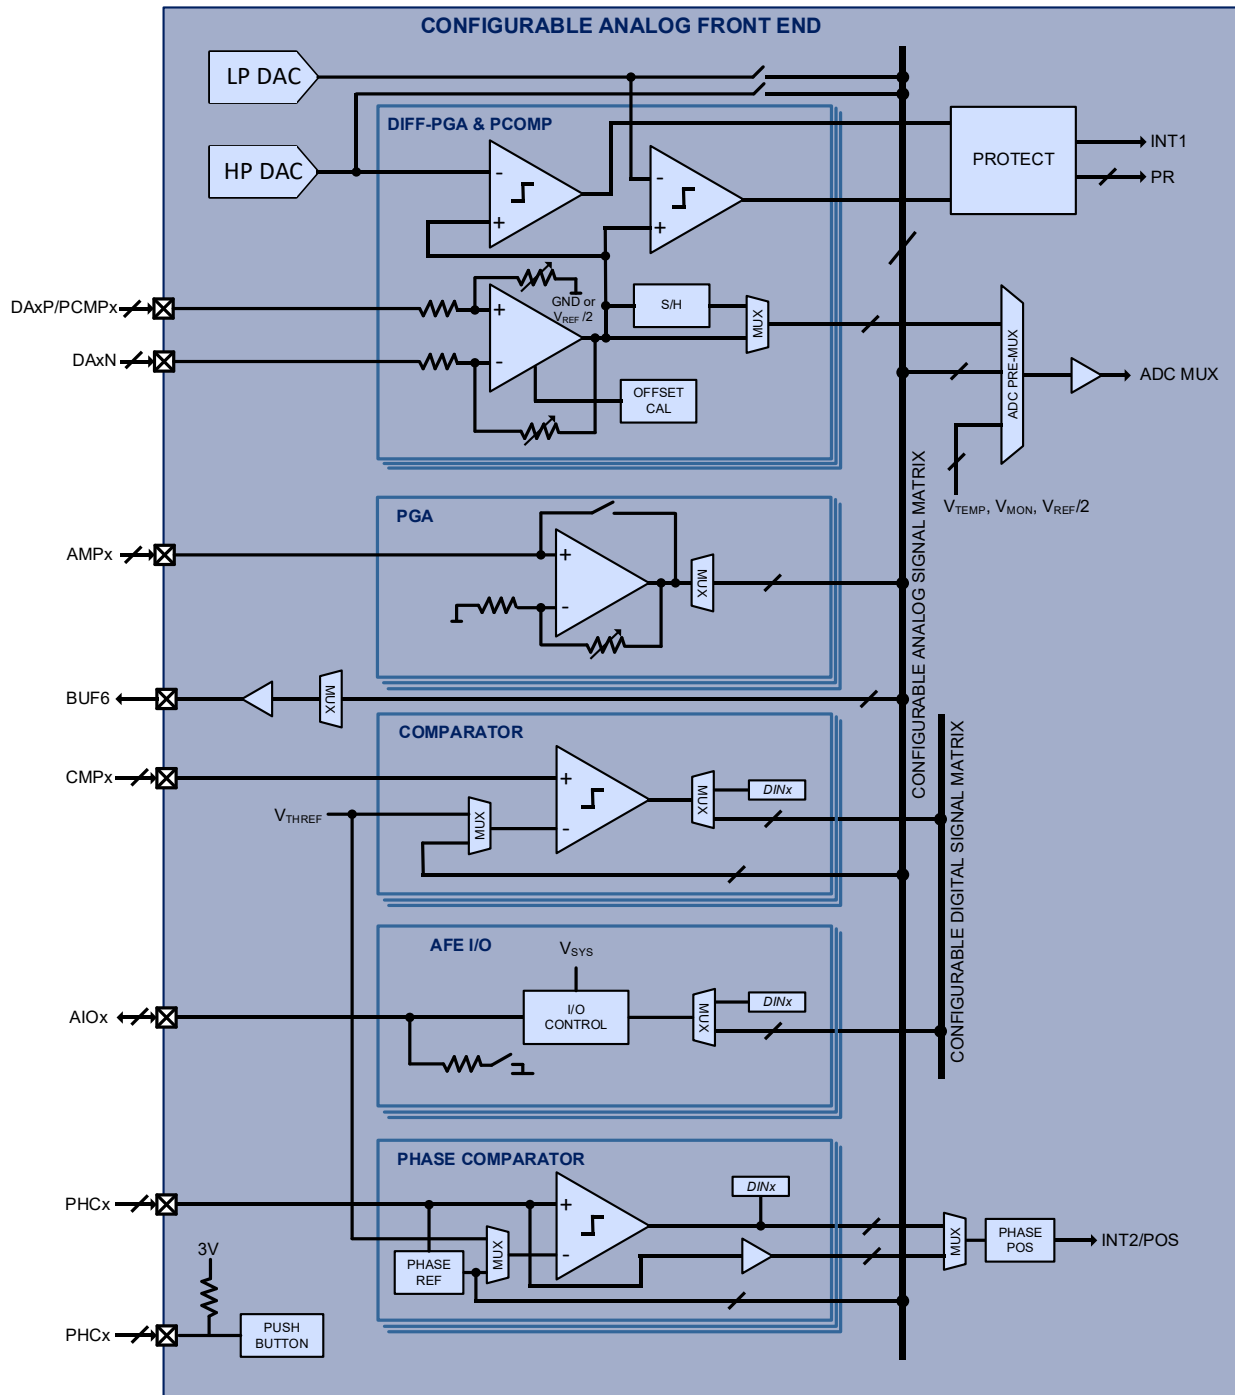 CONFIGURABLE ANALOG FRONT END
LP DAC
HP DAC
DIFF-PGA & PCOMP
-
+
-
+
PROTECT
INT1
PR
DAxP/PCMPx
DAxN
+
-
GND or
VREF/2
S/H
MUX
OFFSET
CAL
ADC PRE-MUX
ADC MUX
VTEMP, VMON, VREF/2
CONFIGURABLE ANALOG SIGNAL MATRIX
PGA
AMPx
+
-
MUX
BUF6
MUX
COMPARATOR
CMPx
VTHREF
MUX
+
-
MUX
DINx
CONFIGURABLE DIGITAL SIGNAL MATRIX
AFE I/O
VSYS
AIOx
I/O
CONTROL
MUX
DINx
PHASE COMPARATOR
PHCx
PHASE
REF
MUX
+
-
DINx
MUX
PHASE
POS
INT2/POS
3V
PHCx
PUSH
BUTTON